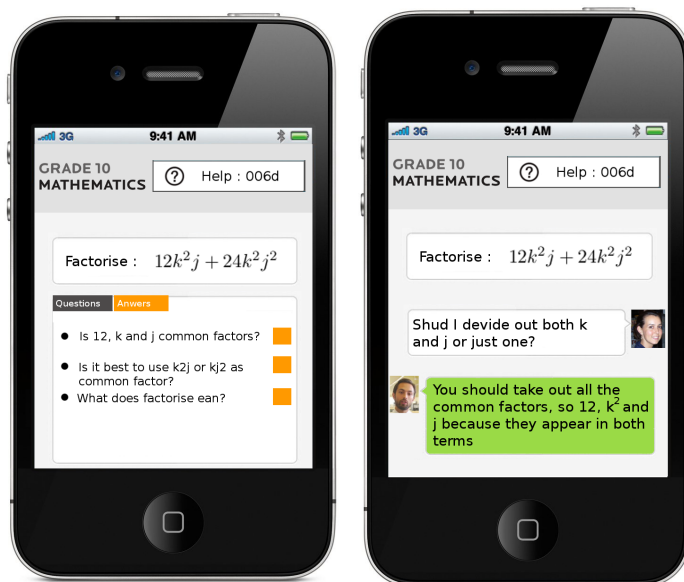 3G 9:41 AM
GRADE 10
MATHEMATICS
Help : 006d
Factorise : 12k²j + 24k²j²
Questions Anwers
Is 12, k and j common factors?
Is it best to use k2j or kj2 as
common factor?
What does factorise ean?
3G 9:41 AM
GRADE 10
MATHEMATICS
Help : 006d
Factorise : 12k²j + 24k²j²
Shud I devide out both k
and j or just one?
You should take out all the
common factors, so 12, k² and
j because they appear in both
terms